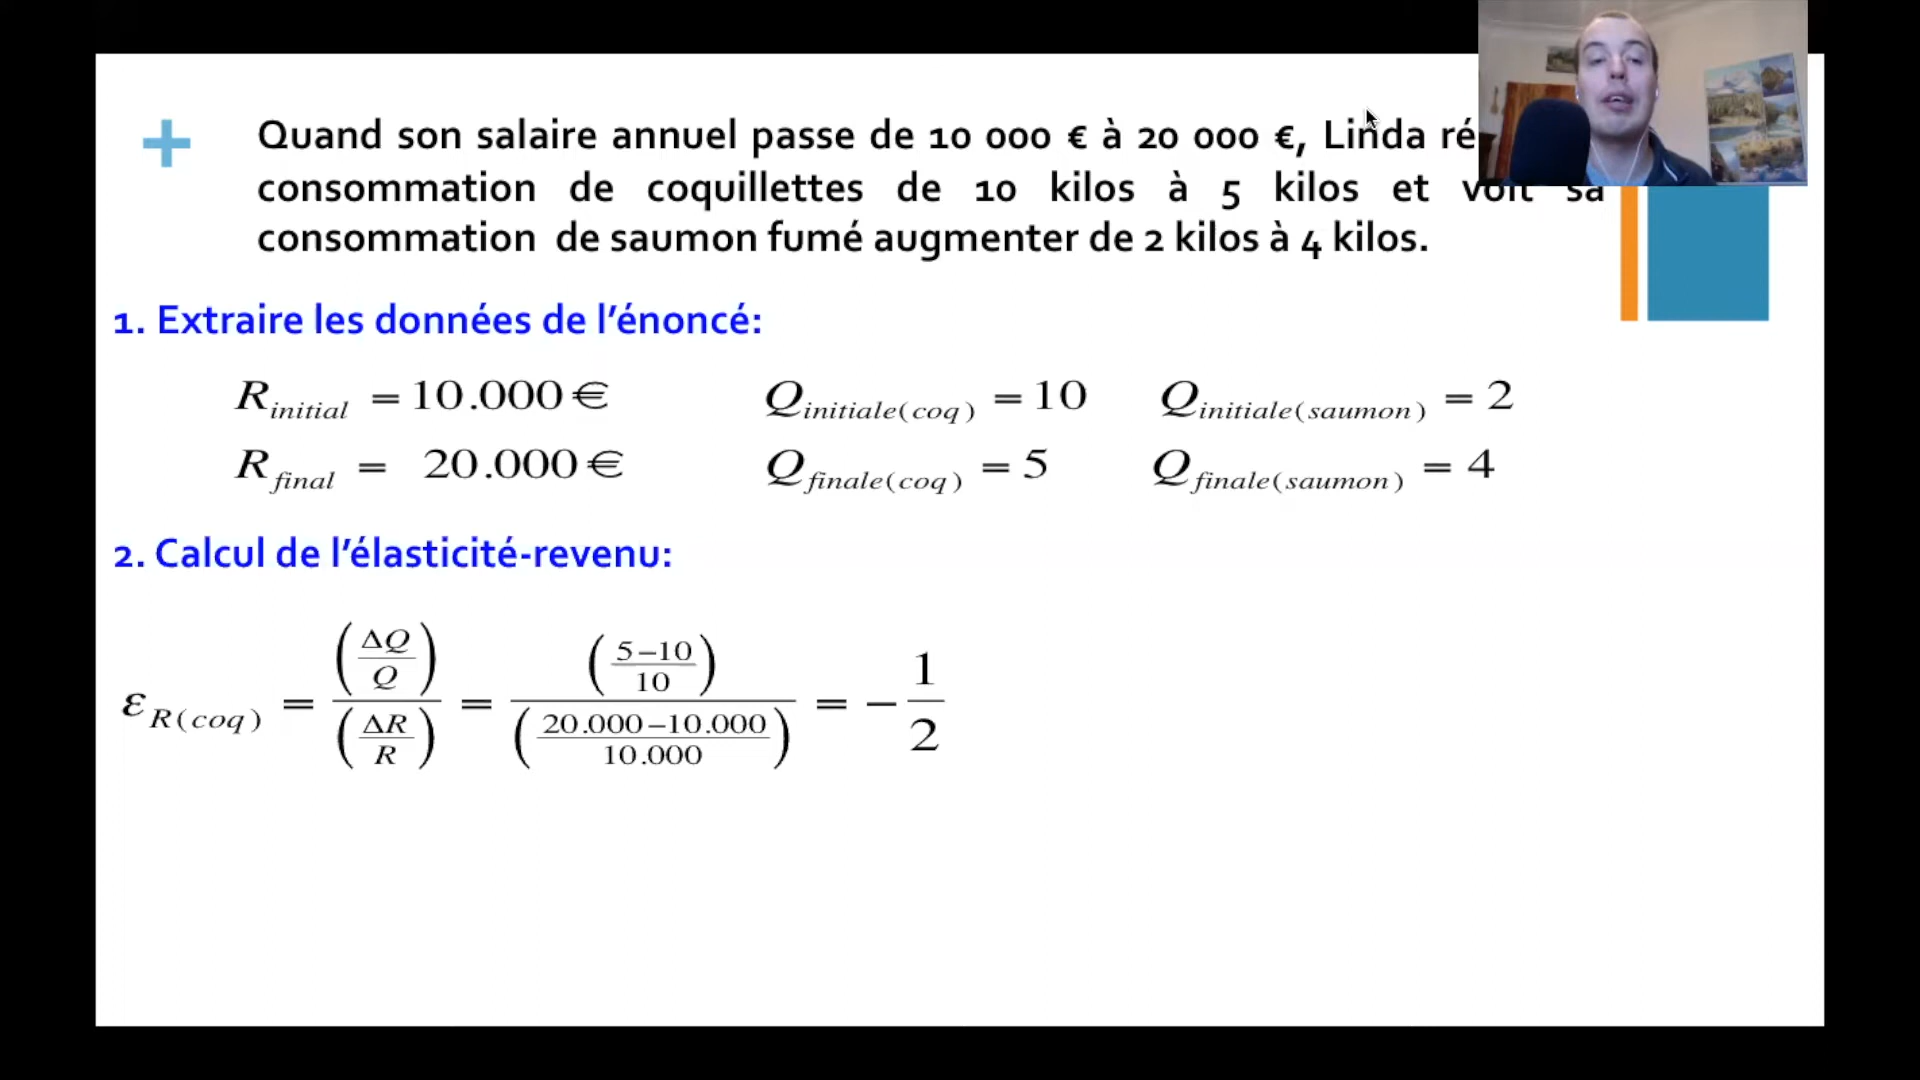 + Quand son salaire annuel passe de 10 000 € à 20 000 €, Linda ré
consommation de coquillettes de 10 kilos à 5 kilos et voit sa
consommation de saumon fumé augmenter de 2 kilos à 4 kilos.
1. Extraire les données de l’énoncé:
R_initial = 10.000 € Q_initiale(coq) = 10 Q_initiale(saumon) = 2
R_final = 20.000 € Q_finale(coq) = 5 Q_finale(saumon) = 4
2. Calcul de l’élasticité-revenu:
ε_R(coq) = (ΔQ/Q)/(ΔR/R) = ((5−10)/10)/((20.000−10.000)/10.000) = −1/2